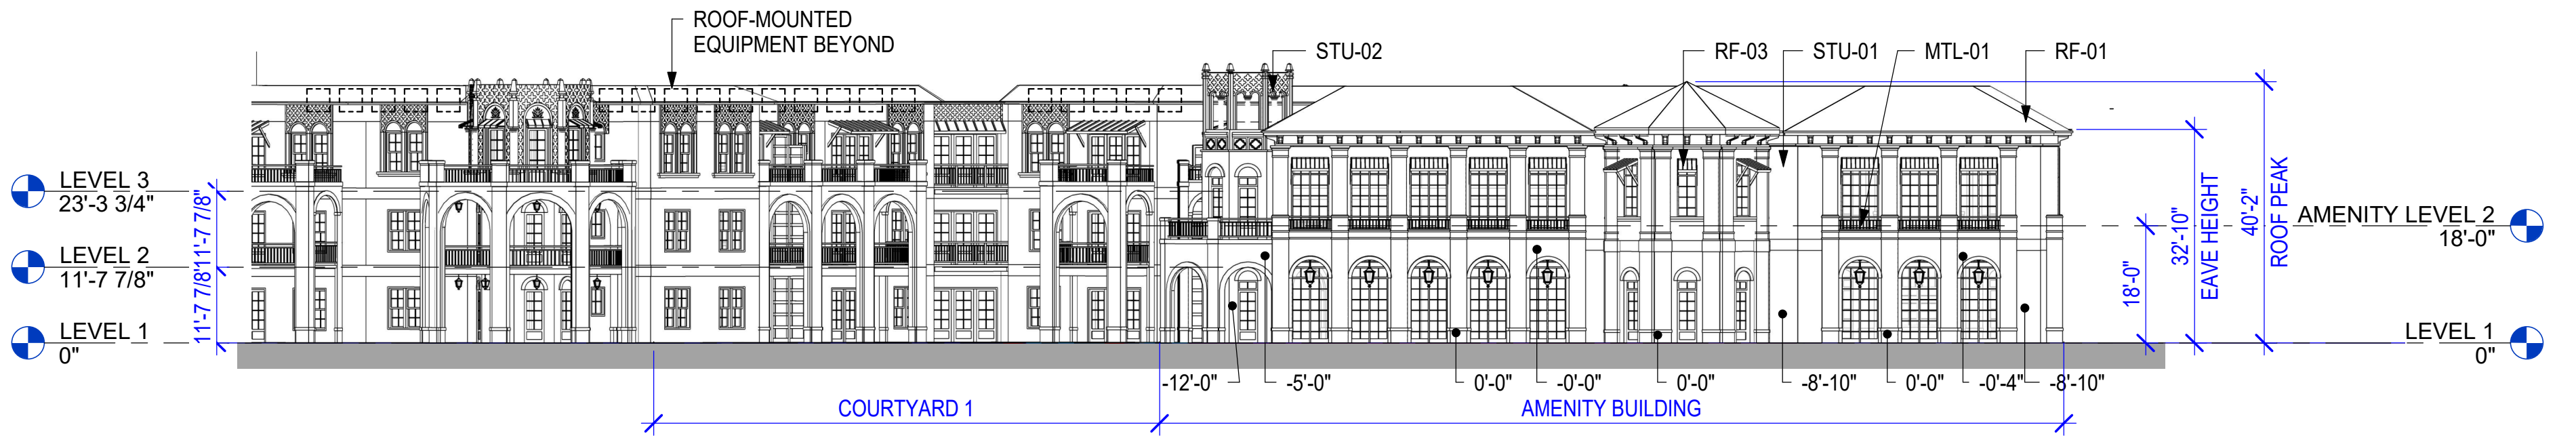 ROOF-MOUNTED
EQUIPMENT BEYOND
STU-02
RF-03
STU-01
MTL-01
RF-01
LEVEL 3
23'-3 3/4"
LEVEL 2
11'-7 7/8"
LEVEL 1
0"
11'-7 7/8"
11'-7 7/8"
AMENITY LEVEL 2
18'-0"
LEVEL 1
0"
18'-0"
32'-10"
EAVE HEIGHT
40'-2"
ROOF PEAK
-12'-0"
-5'-0"
0'-0"
-0'-0"
0'-0"
-8'-10"
0'-0"
-0'-4"
-8'-10"
COURTYARD 1
AMENITY BUILDING